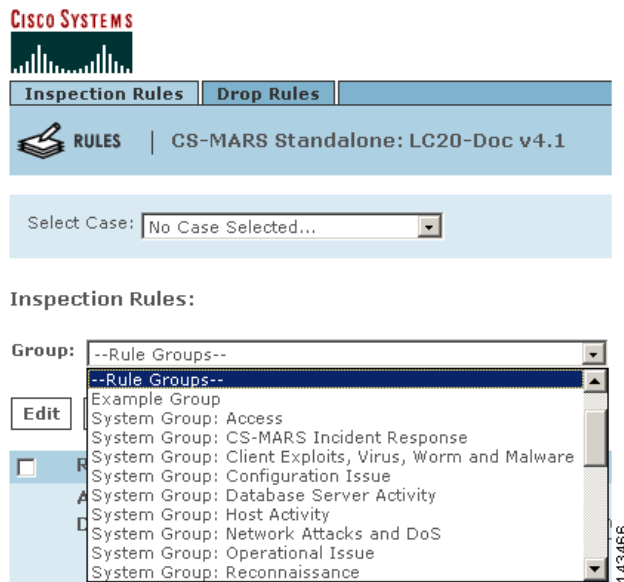 CISCO SYSTEMS
Inspection Rules Drop Rules
RULES | CS-MARS Standalone: LC20-Doc v4.1
Select Case: No Case Selected...
Inspection Rules:
Group: --Rule Groups--
--Rule Groups--
Example Group
Edit
System Group: Access
System Group: CS-MARS Incident Response
System Group: Client Exploits, Virus, Worm and Malware
System Group: Configuration Issue
System Group: Database Server Activity
System Group: Host Activity
System Group: Network Attacks and DoS
System Group: Operational Issue
System Group: Reconnaissance
143466